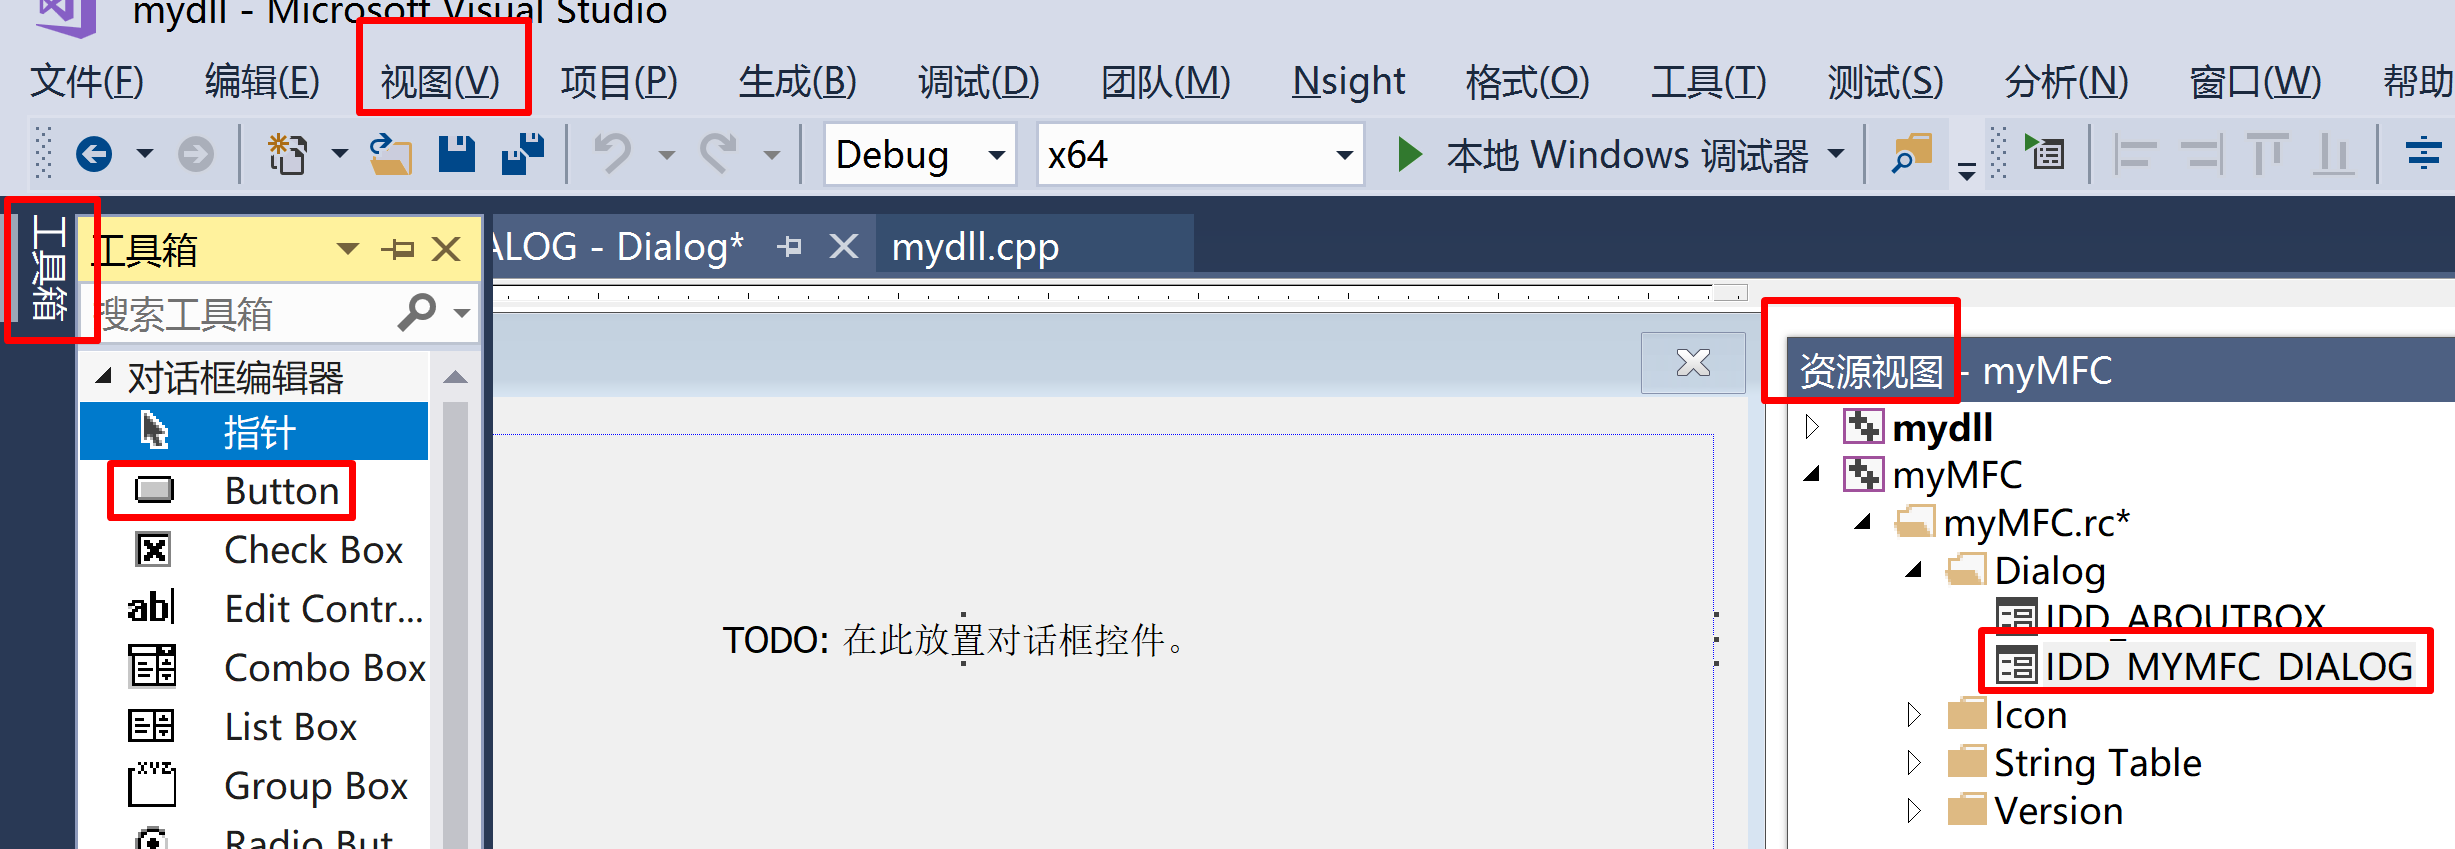 mydll - Microsoft Visual Studio
文件(F) 编辑(E) 视图(V) 项目(P) 生成(B) 调试(D) 团队(M) Nsight 格式(O) 工具(T) 测试(S) 分析(N) 窗口(W) 帮助
Debug x64 本地 Windows 调试器
工具箱
工具箱
ALOG - Dialog* mydll.cpp
搜索工具箱
对话框编辑器
指针
Button
Check Box
Edit Contr...
Combo Box
List Box
Group Box
Radio But
TODO: 在此放置对话框控件。
资源视图 - myMFC
mydll
myMFC
myMFC.rc*
Dialog
IDD_ABOUTBOX
IDD_MYMFC_DIALOG
Icon
String Table
Version